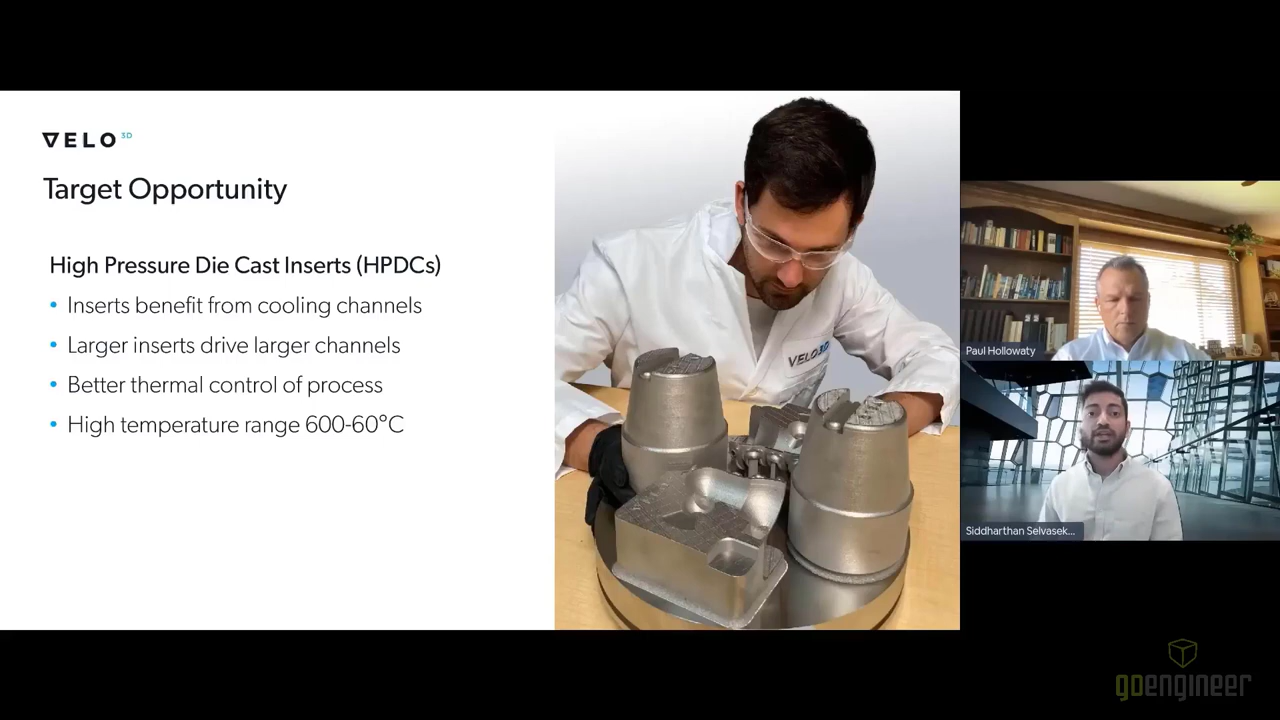 VELO 3D
Target Opportunity
High Pressure Die Cast Inserts (HPDCs)
• Inserts benefit from cooling channels
• Larger inserts drive larger channels
• Better thermal control of process
• High temperature range 600-60°C
VELO3D
Paul Hollowaty
Siddharthan Selvasek...
goengineer